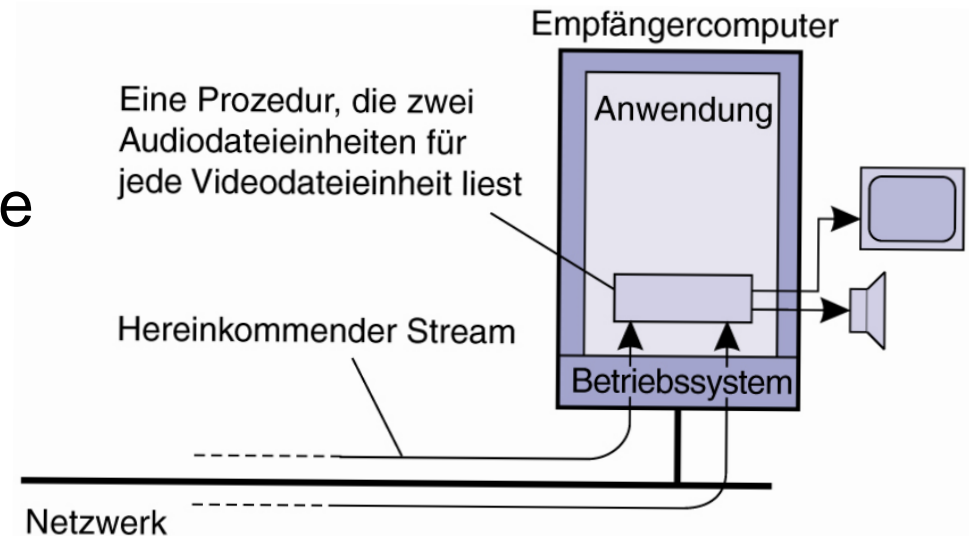 Empfängercomputer
Eine Prozedur, die zwei
Audiodateieinheiten für
jede Videodateieinheit liest
Anwendung
e
Hereinkommender Stream
Betriebssystem
Netzwerk